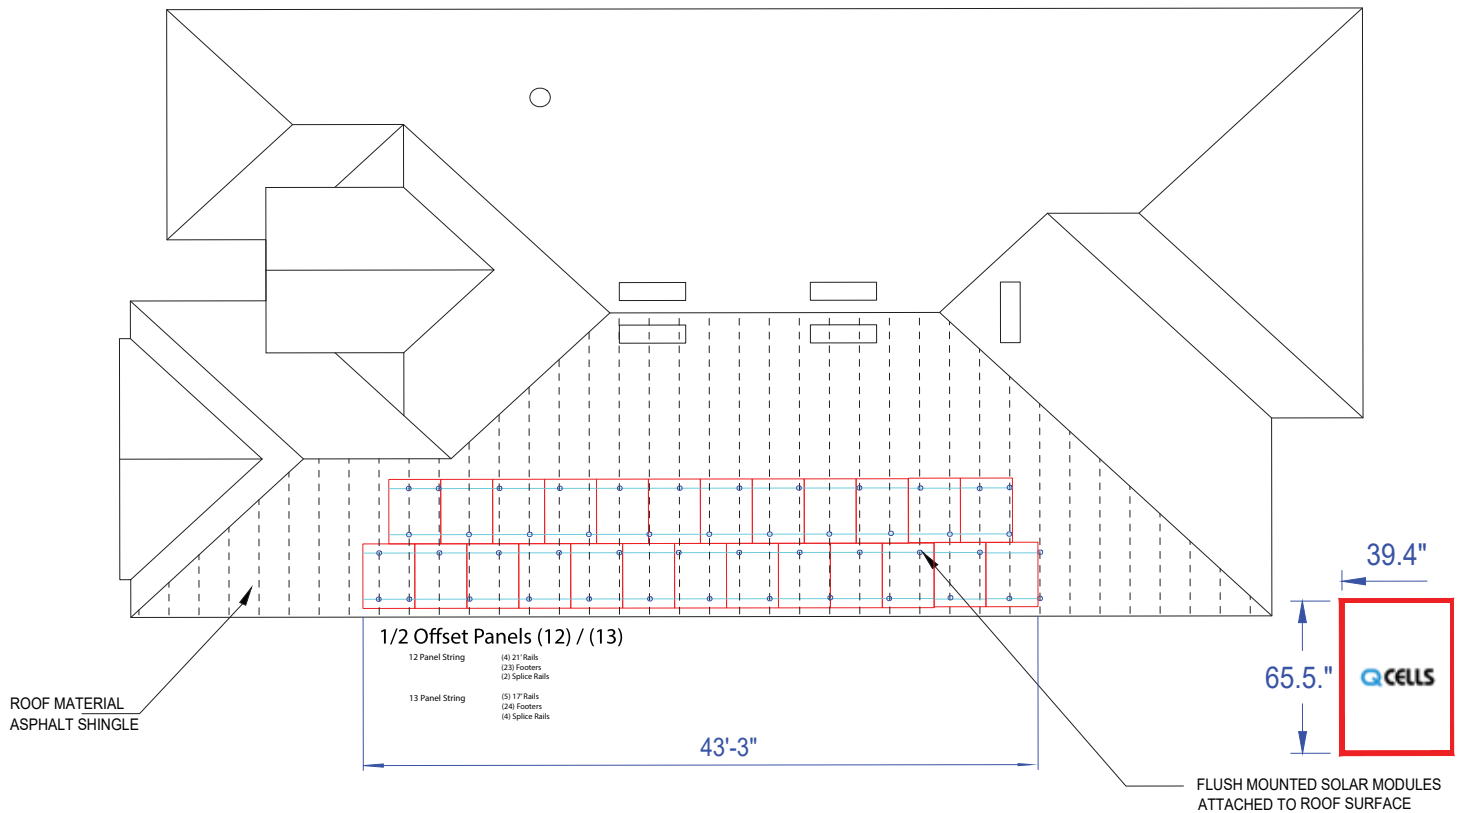 39.4"
65.5."
Q CELLS
1/2 Offset Panels (12) / (13)
12 Panel String
(4) 21' Rails
(23) Footers
(2) Splice Rails
13 Panel String
(5) 17' Rails
(24) Footers
(4) Splice Rails
ROOF MATERIAL
ASPHALT SHINGLE
43'-3"
FLUSH MOUNTED SOLAR MODULES
ATTACHED TO ROOF SURFACE